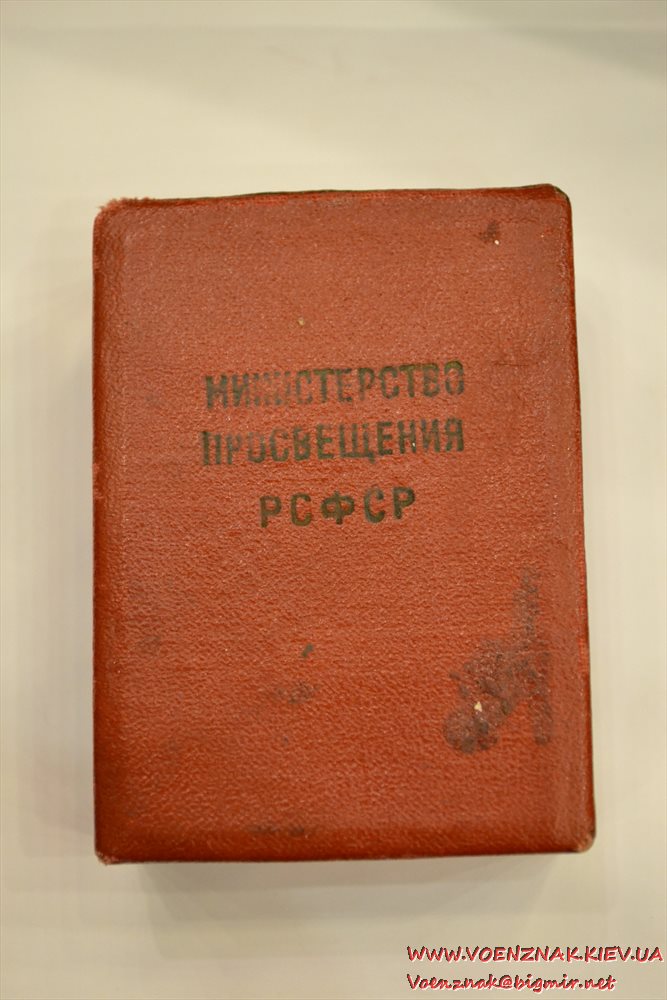 МИНИСТЕРСТВО
ПРОСВЕЩЕНИЯ
РСФСР
WWW.VOENZNAK.KIEV.UA
Voenznak@bigmir.net